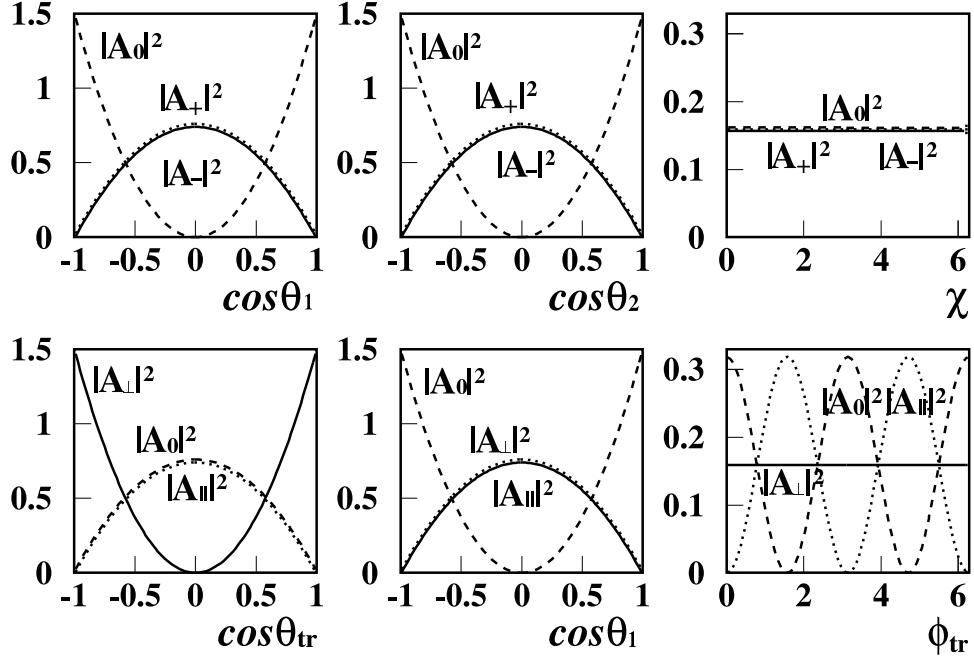 1.5
1
0.5
0
-1 -0.5 0 0.5 1
|A₀|²
|A₊|²
|A₋|²
cosθ₁
1.5
1
0.5
0
-1 -0.5 0 0.5 1
|A₀|²
|A₊|²
|A₋|²
cosθ₂
0.3
0.2
0.1
0
0 2 4 6
|A₀|²
|A₊|² |A₋|²
χ
1.5
1
0.5
0
-1 -0.5 0 0.5 1
|A⊥|²
|A₀|²
|A∥|²
cosθtr
1.5
1
0.5
0
-1 -0.5 0 0.5 1
|A₀|²
|A⊥|²
|A∥|²
cosθ₁
0.3
0.2
0.1
0
0 2 4 6
|A₀|² |A∥|²
|A⊥|²
ϕtr